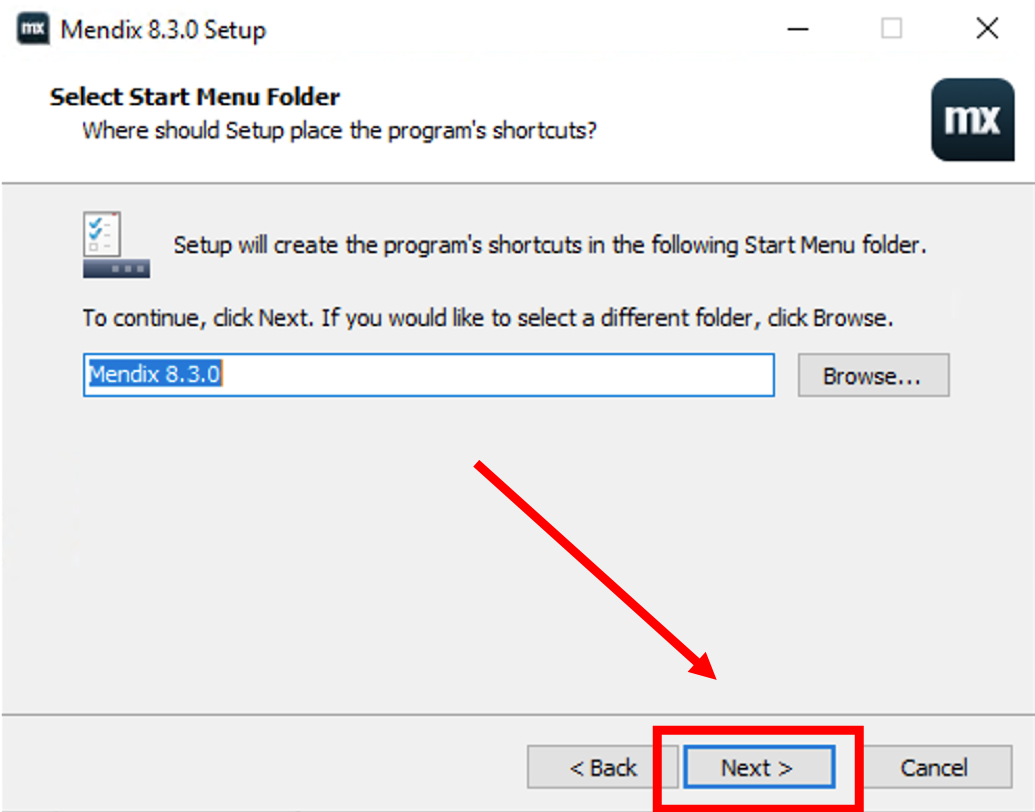 mx Mendix 8.3.0 Setup
Select Start Menu Folder
Where should Setup place the program's shortcuts?
mx
Setup will create the program's shortcuts in the following Start Menu folder.
To continue, click Next. If you would like to select a different folder, click Browse.
Mendix 8.3.0 Browse...
< Back Next > Cancel